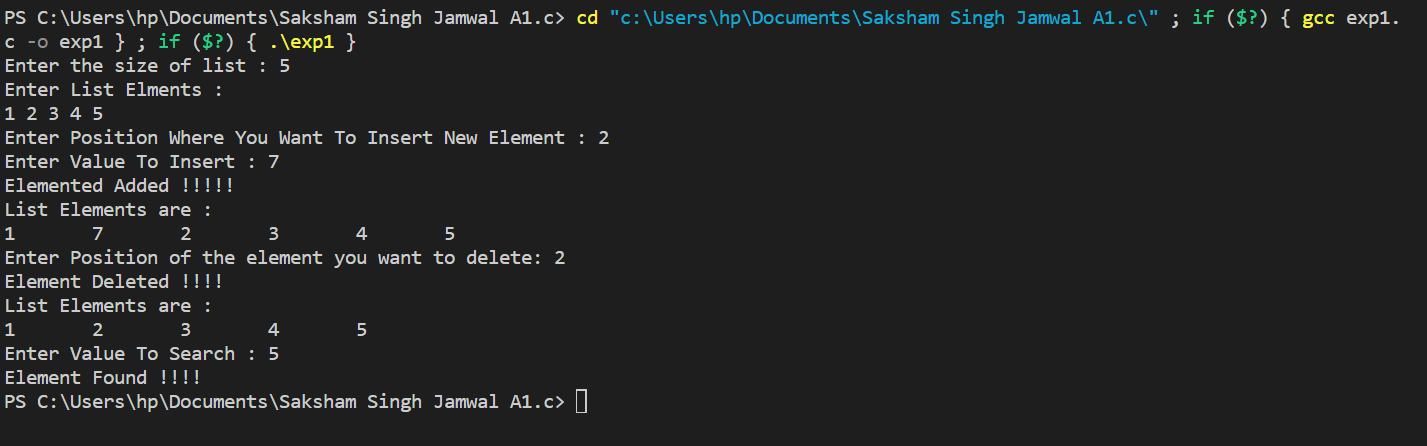 PS C:\Users\hp\Documents\Saksham Singh Jamwal A1.c> cd "c:\Users\hp\Documents\Saksham Singh Jamwal A1.c\" ; if ($?) { gcc exp1.
c -o exp1 } ; if ($?) { .\exp1 }
Enter the size of list : 5
Enter List Elments :
1 2 3 4 5
Enter Position Where You Want To Insert New Element : 2
Enter Value To Insert : 7
Elemented Added !!!!!
List Elements are :
1       7       2       3       4       5
Enter Position of the element you want to delete: 2
Element Deleted !!!!
List Elements are :
1       2       3       4       5
Enter Value To Search : 5
Element Found !!!!
PS C:\Users\hp\Documents\Saksham Singh Jamwal A1.c>